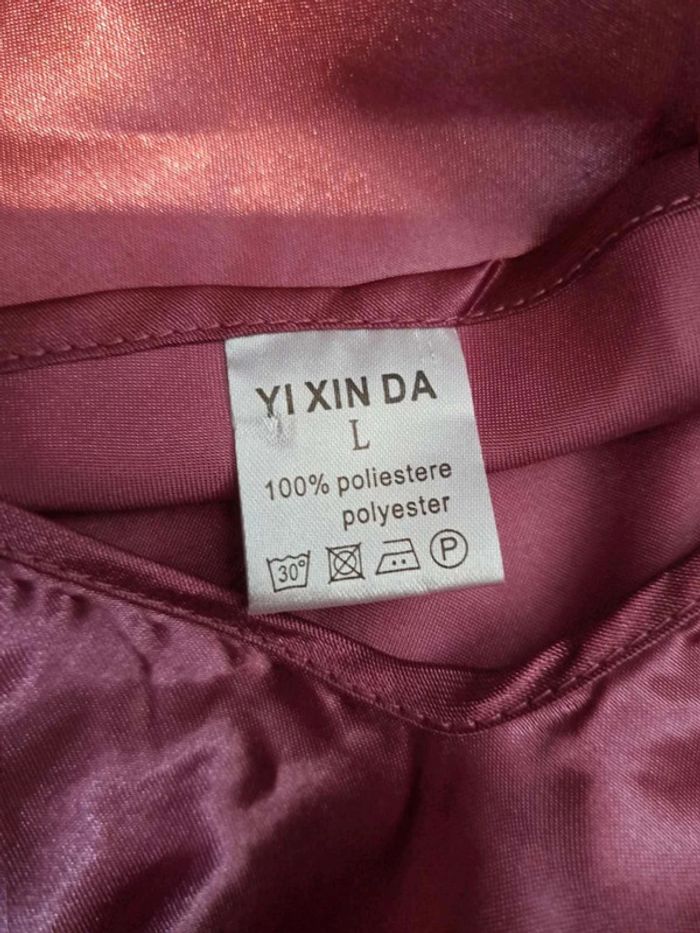 YI XIN DA
L
100% poliestere
polyester
30°
P